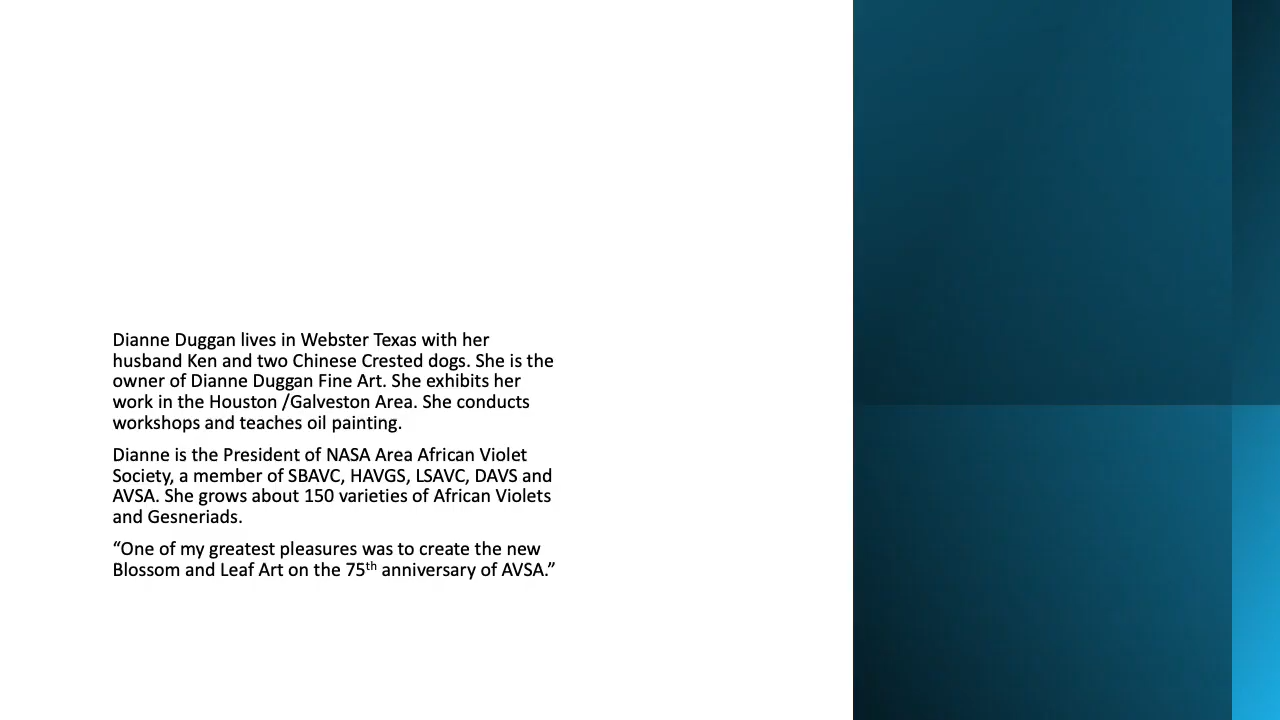 Dianne Duggan lives in Webster Texas with her
husband Ken and two Chinese Crested dogs. She is the
owner of Dianne Duggan Fine Art. She exhibits her
work in the Houston /Galveston Area. She conducts
workshops and teaches oil painting.
Dianne is the President of NASA Area African Violet
Society, a member of SBAVC, HAVGS, LSAVC, DAVS and
AVSA. She grows about 150 varieties of African Violets
and Gesneriads.
“One of my greatest pleasures was to create the new
Blossom and Leaf Art on the 75th anniversary of AVSA.”